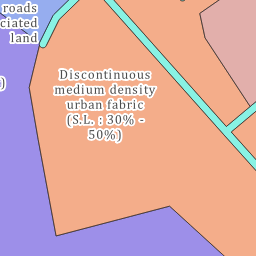 roads
ciated
land
)
Discontinuous
medium density
urban fabric
(S.L. : 30% -
50%)